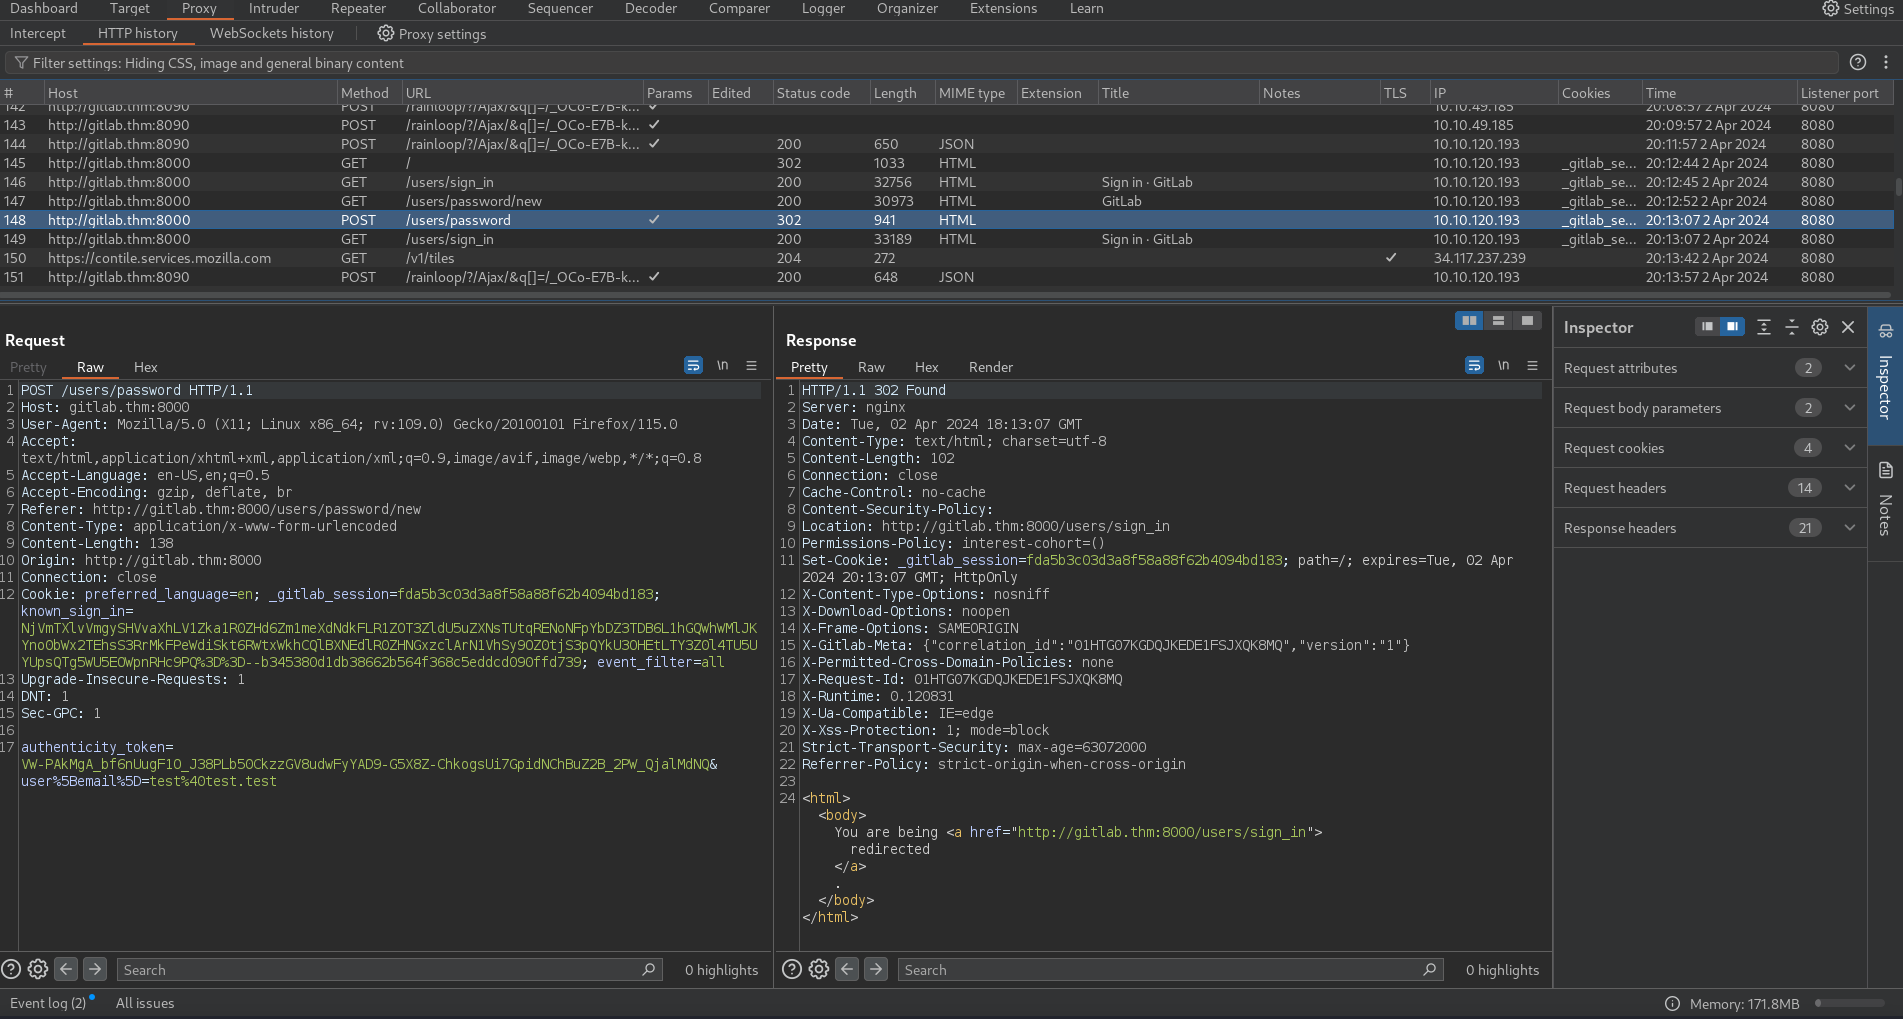 Dashboard Target Proxy Intruder Repeater Collaborator Sequencer Decoder Comparer Logger Organizer Extensions Learn Settings
Intercept HTTP history WebSockets history Proxy settings
Filter settings: Hiding CSS, image and general binary content
# Host Method URL Params Edited Status code Length MIME type Extension Title Notes TLS IP Cookies Time Listener port
142 http://gitlab.thm:8090 POST /rainloop/?/Ajax/&q[]=/_OCo-E7B-k... 10.10.49.185 20:08:57 2 Apr 2024 8080
143 http://gitlab.thm:8090 POST /rainloop/?/Ajax/&q[]=/_OCo-E7B-k... 10.10.49.185 20:09:57 2 Apr 2024 8080
144 http://gitlab.thm:8090 POST /rainloop/?/Ajax/&q[]=/_OCo-E7B-k... 200 650 JSON 10.10.120.193 20:11:57 2 Apr 2024 8080
145 http://gitlab.thm:8000 GET / 302 1033 HTML 10.10.120.193 _gitlab_se... 20:12:44 2 Apr 2024 8080
146 http://gitlab.thm:8000 GET /users/sign_in 200 32756 HTML Sign in · GitLab 10.10.120.193 _gitlab_se... 20:12:45 2 Apr 2024 8080
147 http://gitlab.thm:8000 GET /users/password/new 200 30973 HTML GitLab 10.10.120.193 _gitlab_se... 20:12:52 2 Apr 2024 8080
148 http://gitlab.thm:8000 POST /users/password 302 941 HTML 10.10.120.193 _gitlab_se... 20:13:07 2 Apr 2024 8080
149 http://gitlab.thm:8000 GET /users/sign_in 200 33189 HTML Sign in · GitLab 10.10.120.193 _gitlab_se... 20:13:07 2 Apr 2024 8080
150 https://contile.services.mozilla.com GET /v1/tiles 204 272 34.117.237.239 20:13:42 2 Apr 2024 8080
151 http://gitlab.thm:8090 POST /rainloop/?/Ajax/&q[]=/_OCo-E7B-k... 200 648 JSON 10.10.120.193 20:13:57 2 Apr 2024 8080
Request
Pretty Raw Hex \n
1 POST /users/password HTTP/1.1
2 Host: gitlab.thm:8000
3 User-Agent: Mozilla/5.0 (X11; Linux x86_64; rv:109.0) Gecko/20100101 Firefox/115.0
4 Accept:
text/html,application/xhtml+xml,application/xml;q=0.9,image/avif,image/webp,*/*;q=0.8
5 Accept-Language: en-US,en;q=0.5
6 Accept-Encoding: gzip, deflate, br
7 Referer: http://gitlab.thm:8000/users/password/new
8 Content-Type: application/x-www-form-urlencoded
9 Content-Length: 138
10 Origin: http://gitlab.thm:8000
11 Connection: close
12 Cookie: preferred_language=en; _gitlab_session=fda5b3c03d3a8f58a88f62b4094bd183;
known_sign_in=
NjVmTXlvVmgySHVvaXhLV1Zka1R0ZHd6Zm1meXdNdkFLR1ZOT3ZldU5uZXNsTUtqRENoNFpYbDZ3TDB6L1hGQWhWMlJK
YnoObWx2TEhsS3RrMkFPeWdiSkt6RWtxWkhCQlBXNEdlR0ZHNGxzclArN1VhSy9OZOtjS3pQYkU3OHEtLTY3Z0l4TU5U
YUpsQTg5WU5EOWpnRHc9PQ%3D%3D--b345380d1db38662b564f368c5eddcd090ffd739; event_filter=all
13 Upgrade-Insecure-Requests: 1
14 DNT: 1
15 Sec-GPC: 1
16
17 authenticity_token=
VW-PAkMgA_bf6nUugF1O_J38PLb5OCkzzGV8udwFyYAD9-G5X8Z-ChkogsUi7GpidNChBuZ2B_2PW_QjalMdNQ&
user%5Bemail%5D=test%40test.test
Search 0 highlights
Response
Pretty Raw Hex Render \n
1 HTTP/1.1 302 Found
2 Server: nginx
3 Date: Tue, 02 Apr 2024 18:13:07 GMT
4 Content-Type: text/html; charset=utf-8
5 Content-Length: 102
6 Connection: close
7 Cache-Control: no-cache
8 Content-Security-Policy:
9 Location: http://gitlab.thm:8000/users/sign_in
10 Permissions-Policy: interest-cohort=()
11 Set-Cookie: _gitlab_session=fda5b3c03d3a8f58a88f62b4094bd183; path=/; expires=Tue, 02 Apr
2024 20:13:07 GMT; HttpOnly
12 X-Content-Type-Options: nosniff
13 X-Download-Options: noopen
14 X-Frame-Options: SAMEORIGIN
15 X-Gitlab-Meta: {"correlation_id":"01HTG07KGDQJKEDE1FSJXQK8MQ","version":"1"}
16 X-Permitted-Cross-Domain-Policies: none
17 X-Request-Id: 01HTG07KGDQJKEDE1FSJXQK8MQ
18 X-Runtime: 0.120831
19 X-Ua-Compatible: IE=edge
20 X-Xss-Protection: 1; mode=block
21 Strict-Transport-Security: max-age=63072000
22 Referrer-Policy: strict-origin-when-cross-origin
23
24 <html>
<body>
You are being <a href="http://gitlab.thm:8000/users/sign_in">
redirected
</a>
.
</body>
</html>
Search 0 highlights
Inspector
Request attributes 2
Request body parameters 2
Request cookies 4
Request headers 14
Response headers 21
Inspector
Notes
Event log (2) All issues Memory: 171.8MB